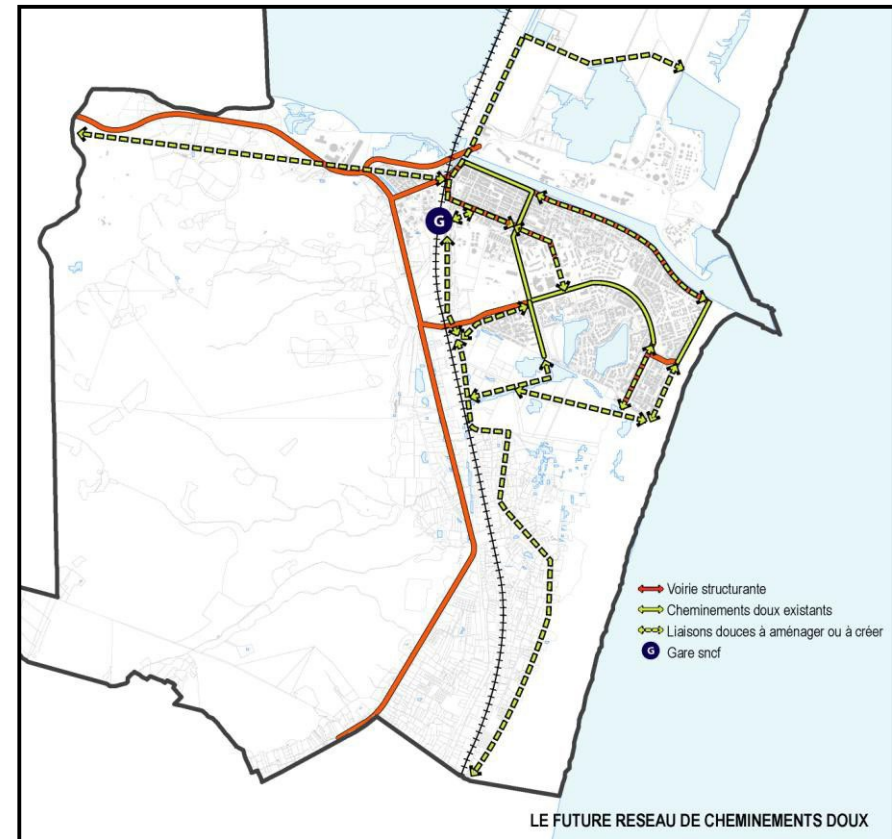 G
Voirie structurante
Cheminements doux existants
Liaisons douces à aménager ou à créer
G Gare sncf
LE FUTURE RESEAU DE CHEMINEMENTS DOUX